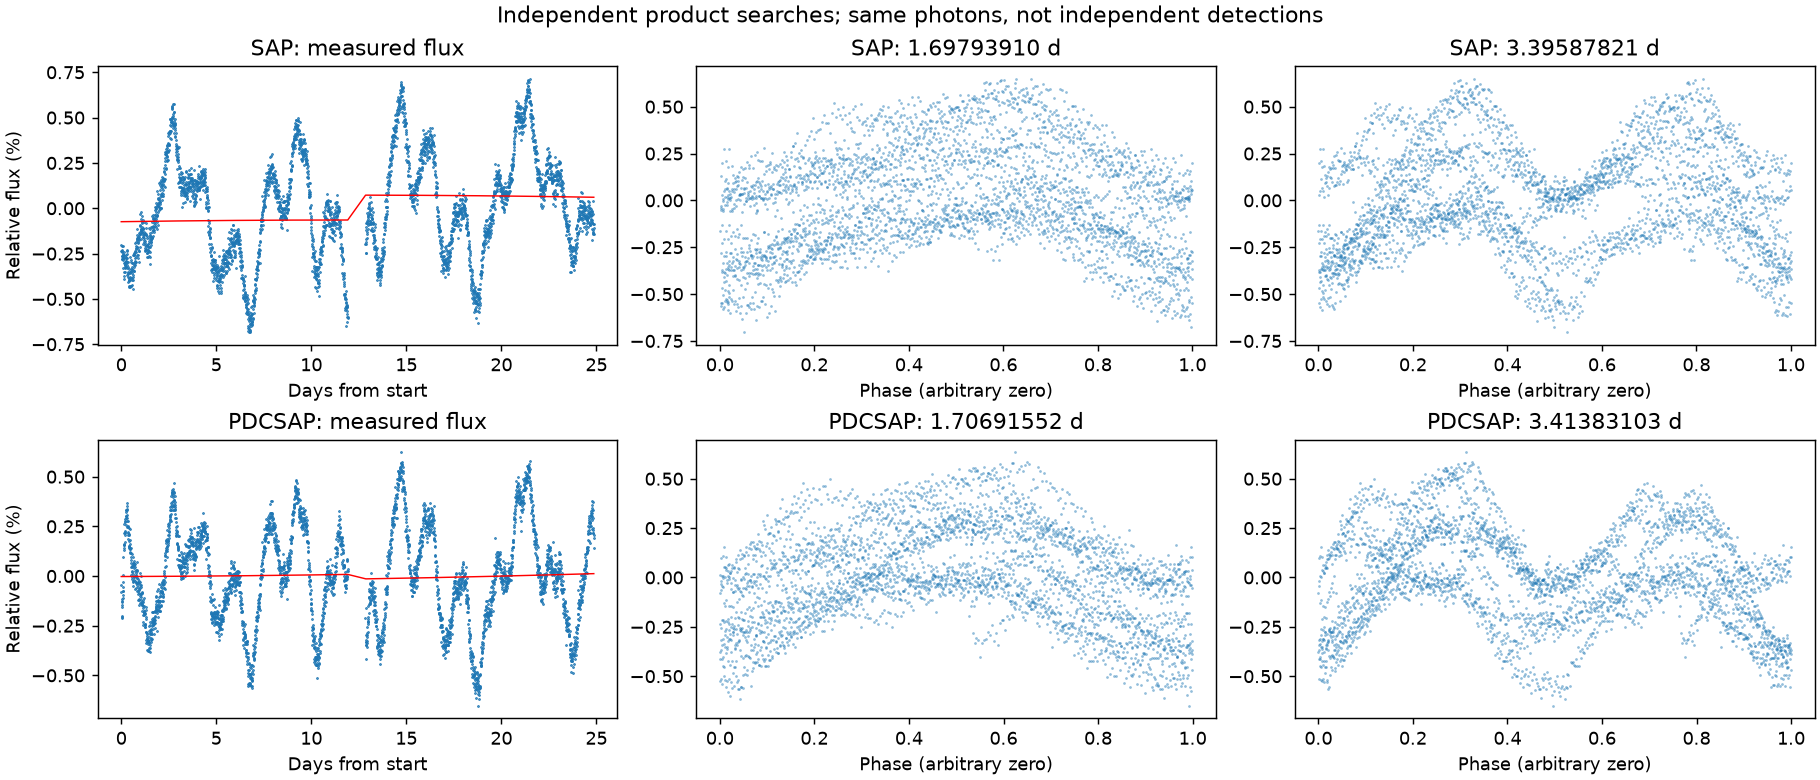 Independent product searches; same photons, not independent detections
SAP: measured flux
SAP: 1.69793910 d
SAP: 3.39587821 d
Relative flux (%)
0.75
0.50
0.25
0.00
−0.25
−0.50
−0.75
0 5 10 15 20 25
Days from start
0.50
0.25
0.00
−0.25
−0.50
−0.75
0.0 0.2 0.4 0.6 0.8 1.0
Phase (arbitrary zero)
0.50
0.25
0.00
−0.25
−0.50
−0.75
0.0 0.2 0.4 0.6 0.8 1.0
Phase (arbitrary zero)
PDCSAP: measured flux
PDCSAP: 1.70691552 d
PDCSAP: 3.41383103 d
Relative flux (%)
0.50
0.25
0.00
−0.25
−0.50
0 5 10 15 20 25
Days from start
0.50
0.25
0.00
−0.25
−0.50
0.0 0.2 0.4 0.6 0.8 1.0
Phase (arbitrary zero)
0.50
0.25
0.00
−0.25
−0.50
0.0 0.2 0.4 0.6 0.8 1.0
Phase (arbitrary zero)